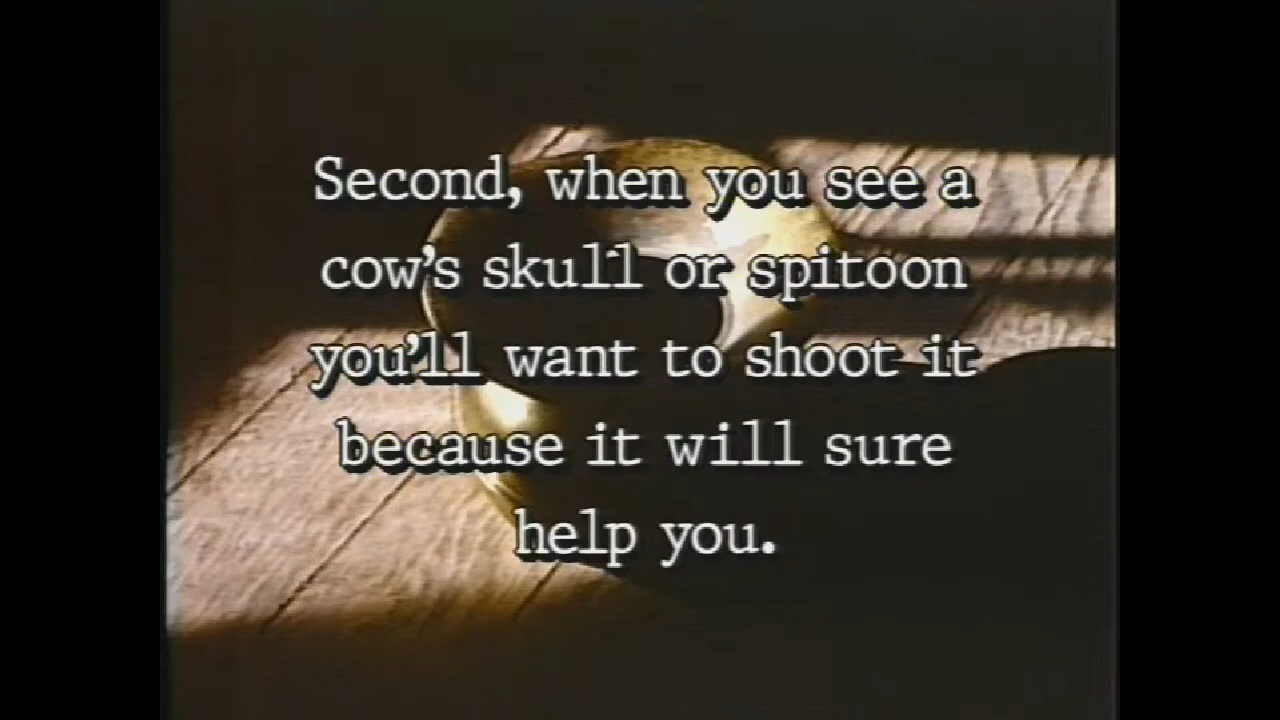 Second, when you see a
cow's skull or spitoon
you'll want to shoot it
because it will sure
help you.